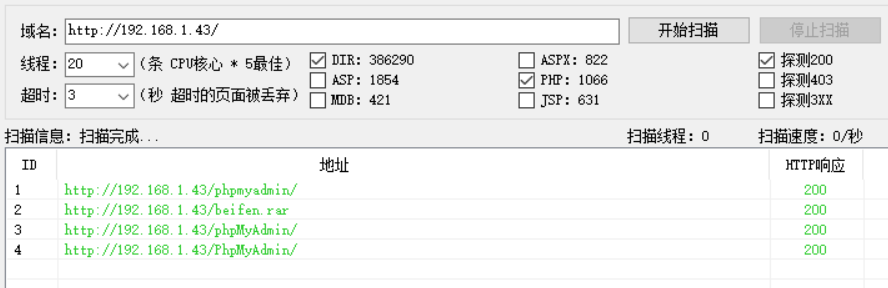 域名: http://192.168.1.43/ 开始扫描 停止扫描
线程: 20 (条 CPU核心 * 5最佳) DIR: 386290 ASPX: 822 探测200
超时: 3 (秒 超时的页面被丢弃) ASP: 1854 PHP: 1066 探测403
MDB: 421 JSP: 631 探测3XX
扫描信息: 扫描完成... 扫描线程: 0 扫描速度: 0/秒
ID 地址 HTTP响应
1 http://192.168.1.43/phpmyadmin/ 200
2 http://192.168.1.43/beifen.rar 200
3 http://192.168.1.43/phpMyAdmin/ 200
4 http://192.168.1.43/PhpMyAdmin/ 200